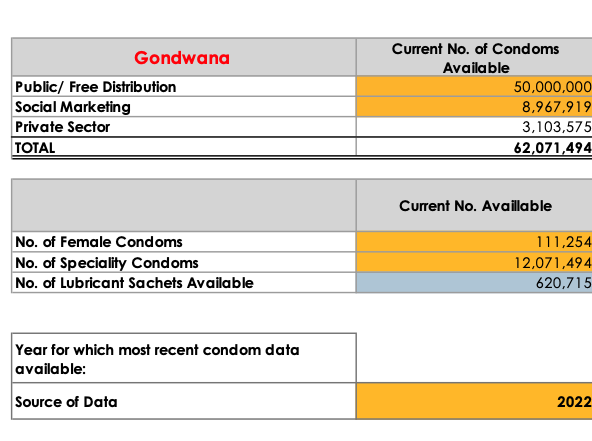 Gondwana
Current No. of Condoms
Available
Public/ Free Distribution 50,000,000
Social Marketing 8,967,919
Private Sector 3,103,575
TOTAL 62,071,494
Current No. Availlable
No. of Female Condoms 111,254
No. of Speciality Condoms 12,071,494
No. of Lubricant Sachets Available 620,715
Year for which most recent condom data
available:
Source of Data 2022